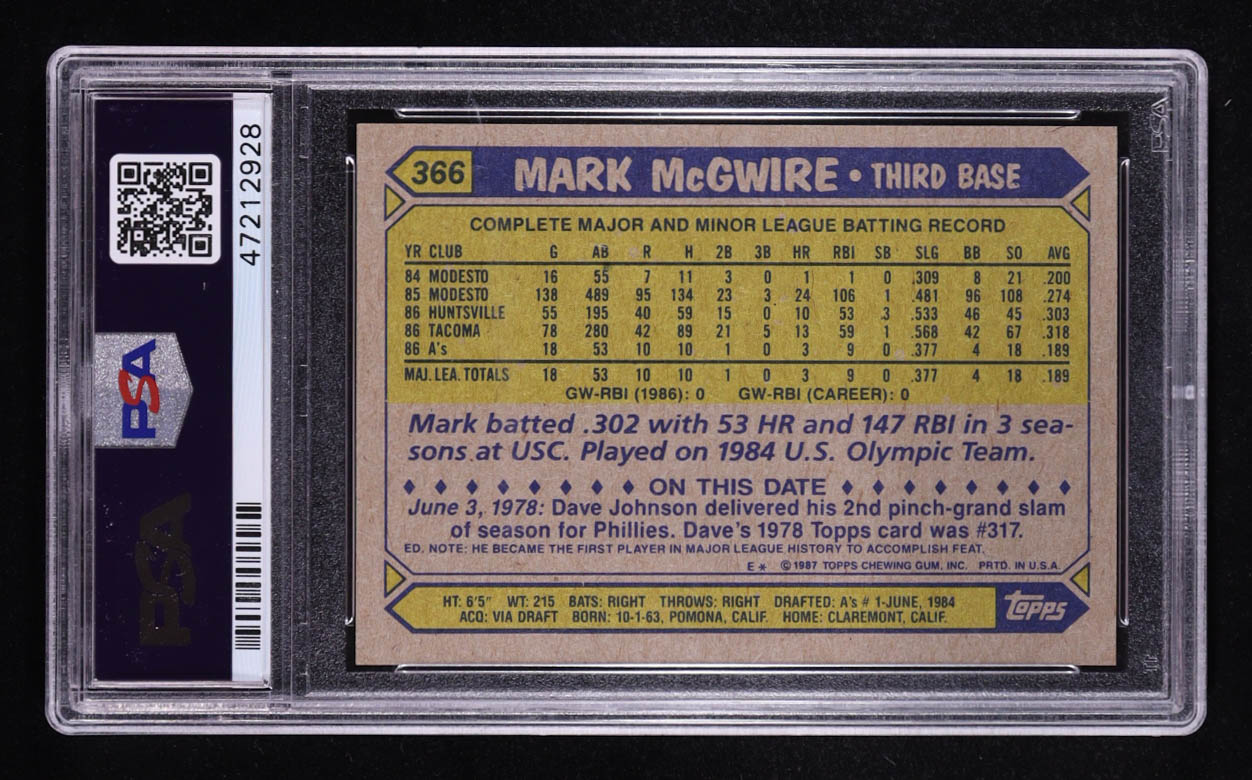 47212928
PSA
PSA
PSA
366 MARK McGWIRE • THIRD BASE
COMPLETE MAJOR AND MINOR LEAGUE BATTING RECORD
YR CLUB G AB R H 2B 3B HR RBI SB SLG BB SO AVG
84 MODESTO 16 55 7 11 3 0 1 1 0 .309 8 21 .200
85 MODESTO 138 489 95 134 23 3 24 106 1 .481 96 108 .274
86 HUNTSVILLE 55 195 40 59 15 0 10 53 3 .533 46 45 .303
86 TACOMA 78 280 42 89 21 5 13 59 1 .568 42 67 .318
86 A's 18 53 10 10 1 0 3 9 0 .377 4 18 .189
MAJ. LEA. TOTALS 18 53 10 10 1 0 3 9 0 .377 4 18 .189
GW-RBI (1986): 0 GW-RBI (CAREER): 0
Mark batted .302 with 53 HR and 147 RBI in 3 sea-
sons at USC. Played on 1984 U.S. Olympic Team.
ON THIS DATE
June 3, 1978: Dave Johnson delivered his 2nd pinch-grand slam
of season for Phillies. Dave's 1978 Topps card was #317.
ED. NOTE: HE BECAME THE FIRST PLAYER IN MAJOR LEAGUE HISTORY TO ACCOMPLISH FEAT.
E* © 1987 TOPPS CHEWING GUM, INC. PRTD. IN U.S.A.
HT: 6'5" WT: 215 BATS: RIGHT THROWS: RIGHT DRAFTED: A's # 1-JUNE, 1984
ACQ: VIA DRAFT BORN: 10-1-63, POMONA, CALIF. HOME: CLAREMONT, CALIF.
Topps